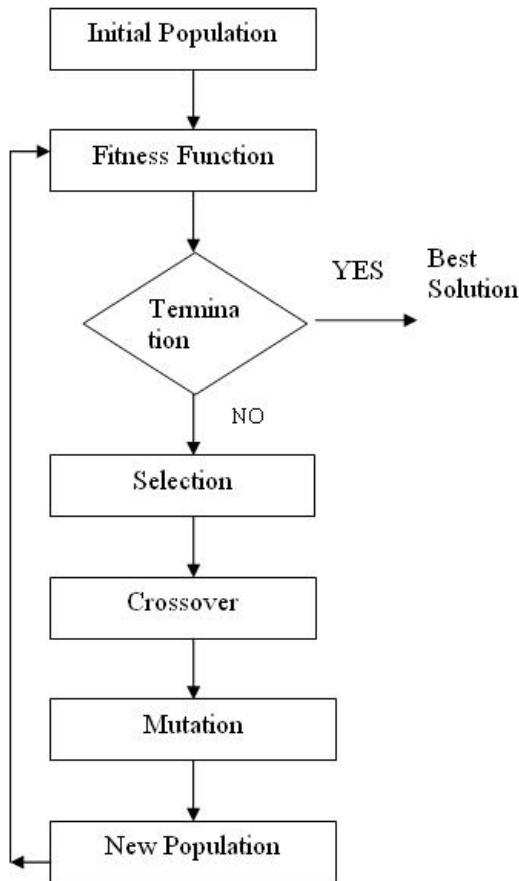 Initial Population
Fitness Function
Termina
tion
YES
Best
Solution
NO
Selection
Crossover
Mutation
New Population